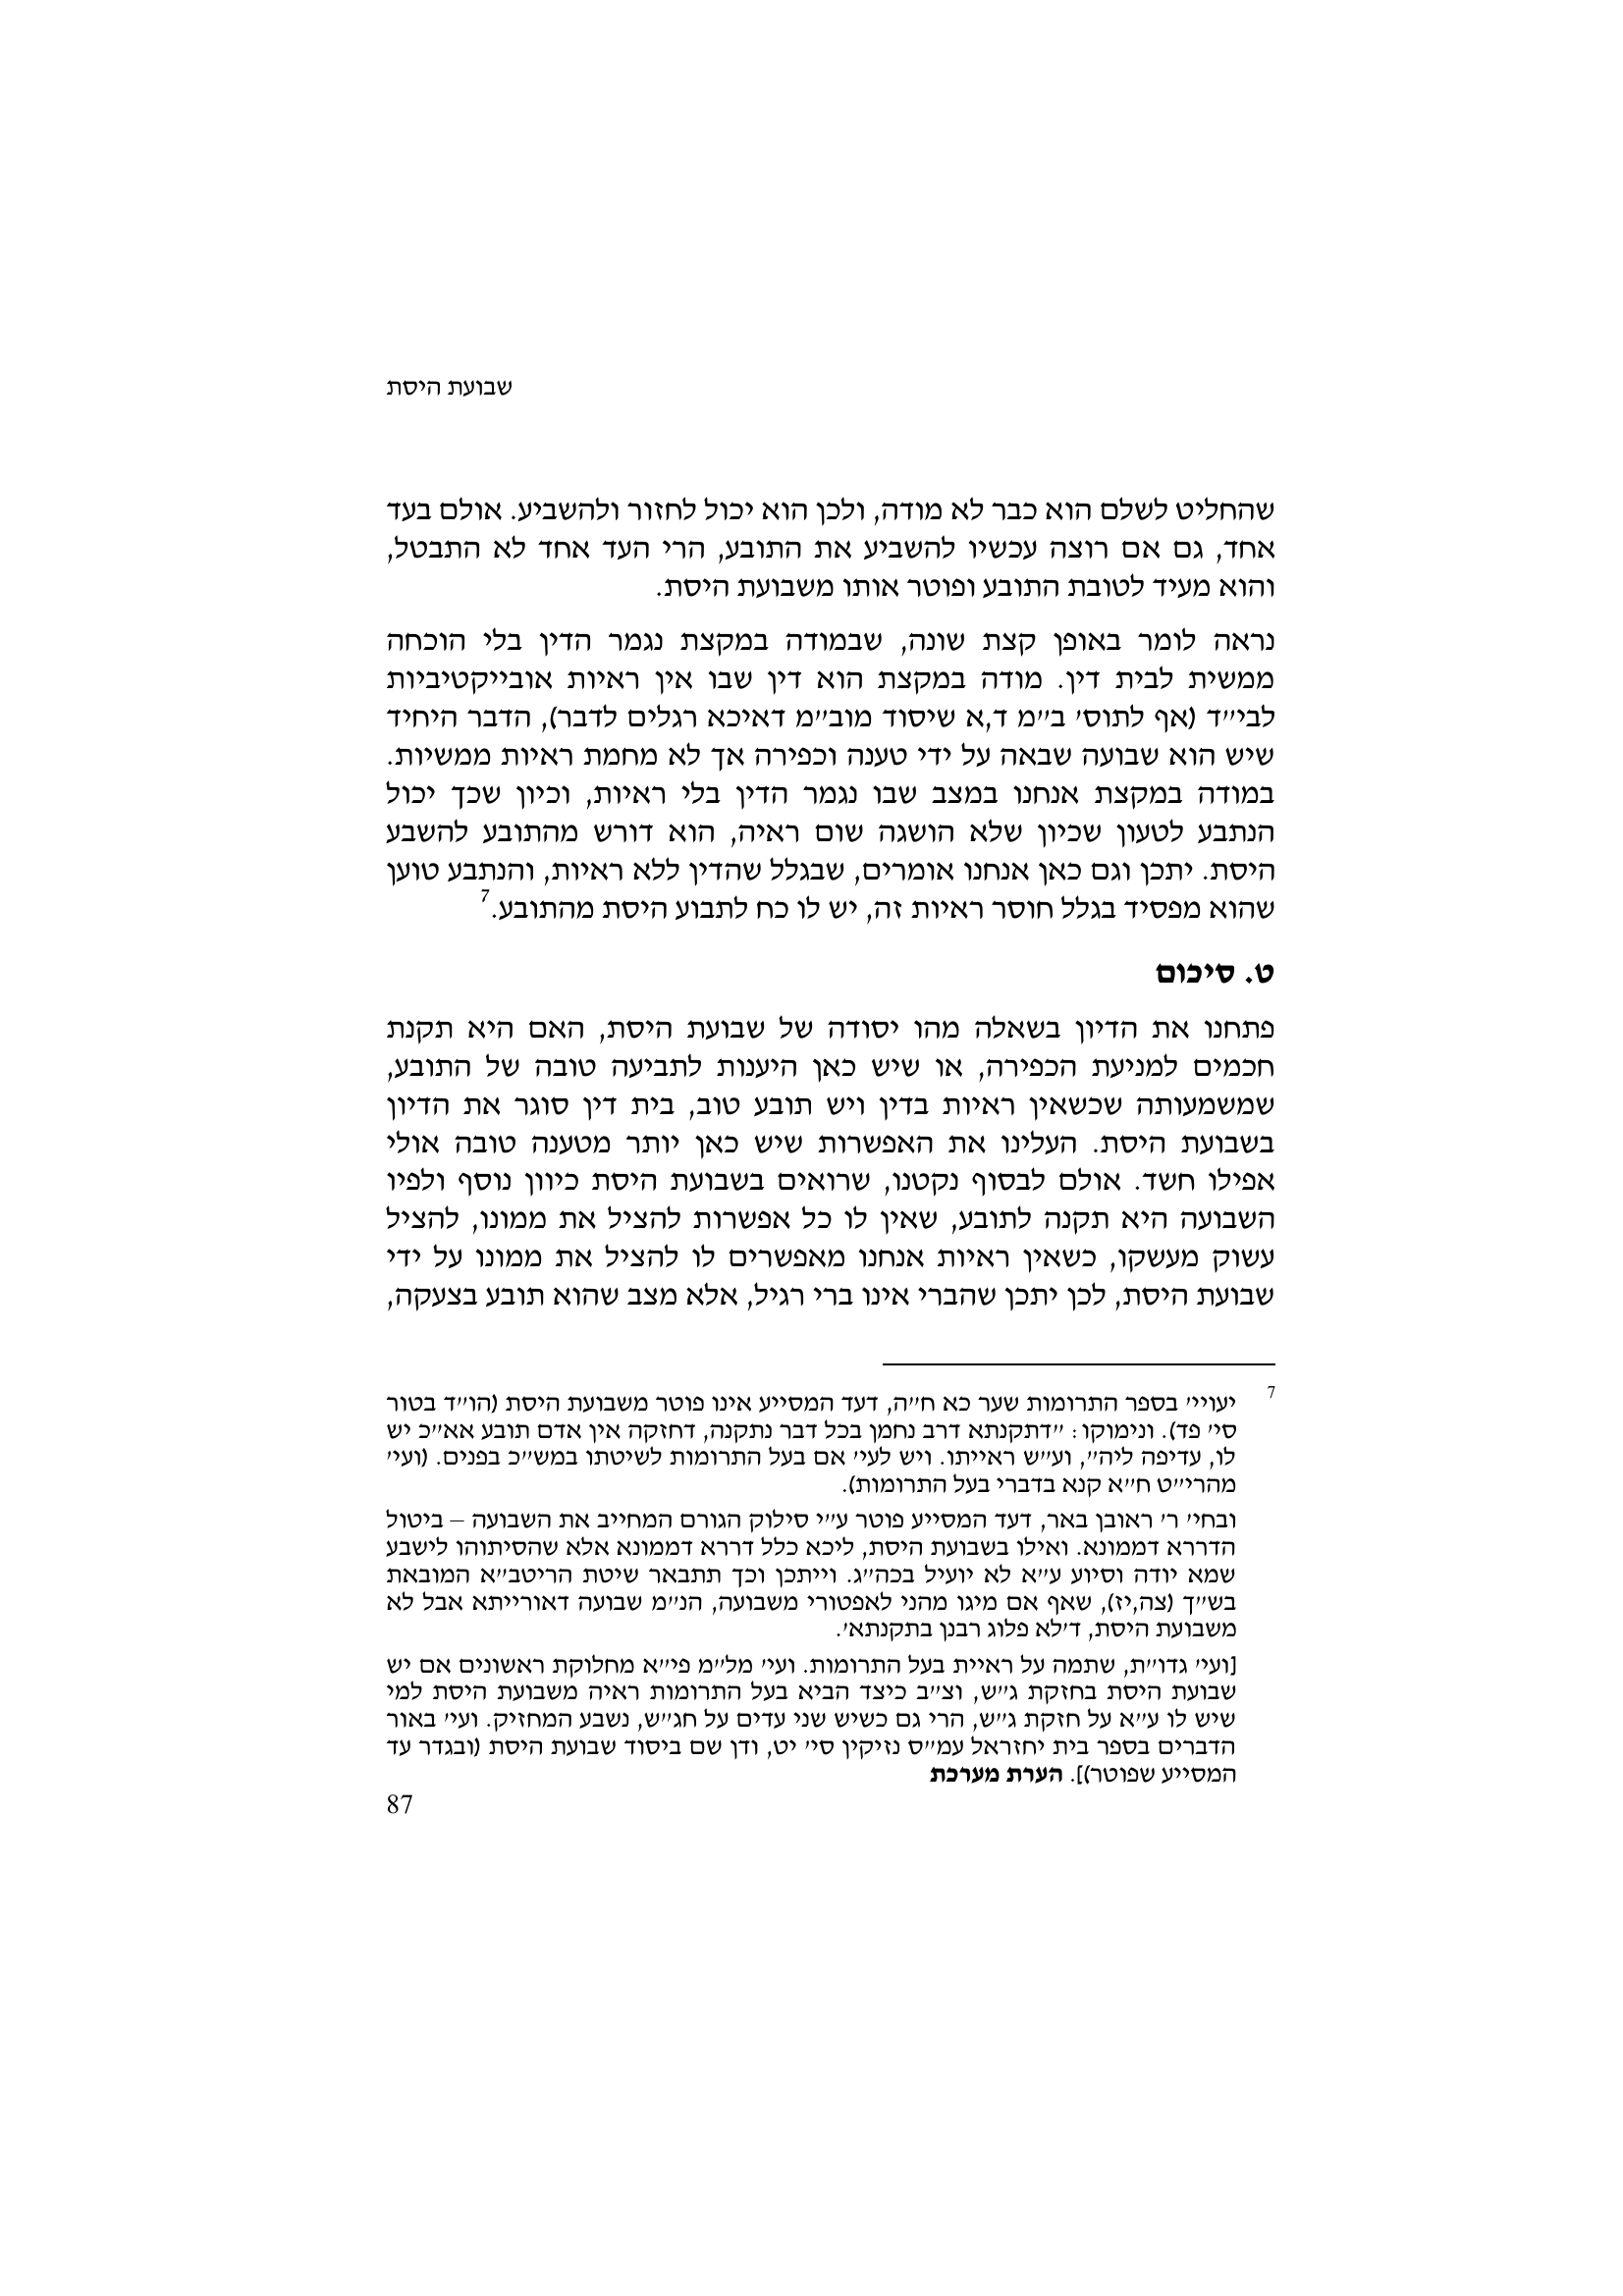 שבועת היסת
שהחליט לשלם הוא כבר לא מודה, ולכן הוא יכול לחזור ולהשביע. אולם בעד
אחד, גם אם רוצה עכשיו להשביע את התובע, הרי העד אחד לא התבטל,
והוא מעיד לטובת התובע ופוטר אותו משבועת היסת.
נראה לומר באופן קצת שונה, שבמודה במקצת נגמר הדין בלי הוכחה
ממשית לבית דין. מודה במקצת הוא דין שבו אין ראיות אובייקטיביות
לבי״ד (אף לתוס׳ ב״מ ד,א שיסוד מוב״מ דאיכא רגלים לדבר), הדבר היחיד
שיש הוא שבועה שבאה על ידי טענה וכפירה אך לא מחמת ראיות ממשיות.
במודה במקצת אנחנו במצב שבו נגמר הדין בלי ראיות, וכיון שכך יכול
הנתבע לטעון שכיון שלא הושגה שום ראיה, הוא דורש מהתובע להשבע
היסת. יתכן וגם כאן אנחנו אומרים, שבגלל שהדין ללא ראיות, והנתבע טוען
שהוא מפסיד בגלל חוסר ראיות זה, יש לו כח לתבוע היסת מהתובע.7
ט. סיכום
פתחנו את הדיון בשאלה מהו יסודה של שבועת היסת, האם היא תקנת
חכמים למניעת הכפירה, או שיש כאן היענות לתביעה טובה של התובע,
שמשמעותה שכשאין ראיות בדין ויש תובע טוב, בית דין סוגר את הדיון
בשבועת היסת. העלינו את האפשרות שיש כאן יותר מטענה טובה אולי
אפילו חשד. אולם לבסוף נקטנו, שרואים בשבועת היסת כיוון נוסף ולפיו
השבועה היא תקנה לתובע, שאין לו כל אפשרות להציל את ממונו, להציל
עשוק מעשקו, כשאין ראיות אנחנו מאפשרים לו להציל את ממונו על ידי
שבועת היסת, לכן יתכן שהברי אינו ברי רגיל, אלא מצב שהוא תובע בצעקה,
7 יעויי׳ בספר התרומות שער כא ח״ה, דעד המסייע אינו פוטר משבועת היסת (הו״ד בטור
סי׳ פד). ונימוקו: ״דתקנתא דרב נחמן בכל דבר נתקנה, דחזקה אין אדם תובע אא״כ יש
לו, עדיפה ליה״, וע״ש ראייתו. ויש לעי׳ אם בעל התרומות לשיטתו במש״כ בפנים. (ועי׳
מהרי״ט ח״א קנא בדברי בעל התרומות).
ובחי׳ ר׳ ראובן באר, דעד המסייע פוטר ע״י סילוק הגורם המחייב את השבועה – ביטול
הדררא דממונא. ואילו בשבועת היסת, ליכא כלל דררא דממונא אלא שהסיתוהו לישבע
שמא יודה וסיוע ע״א לא יועיל בכה״ג. וייתכן וכך תתבאר שיטת הריטב״א המובאת
בש״ך (צה,יז), שאף אם מיגו מהני לאפטורי משבועה, הנ״מ שבועה דאורייתא אבל לא
משבועת היסת, ד׳לא פלוג רבנן בתקנתא׳.
[ועי׳ גדו״ת, שתמה על ראיית בעל התרומות. ועי׳ מל״מ פי״א מחלוקת ראשונים אם יש
שבועת היסת בחזקת ג״ש, וצ״ב כיצד הביא בעל התרומות ראיה משבועת היסת למי
שיש לו ע״א על חזקת ג״ש, הרי גם כשיש שני עדים על חג״ש, נשבע המחזיק. ועי׳ באור
הדברים בספר בית יחזראל עמ״ס נזיקין סי׳ יט, ודן שם ביסוד שבועת היסת (ובגדר עד
המסייע שפוטר)]. הערת מערכת
87